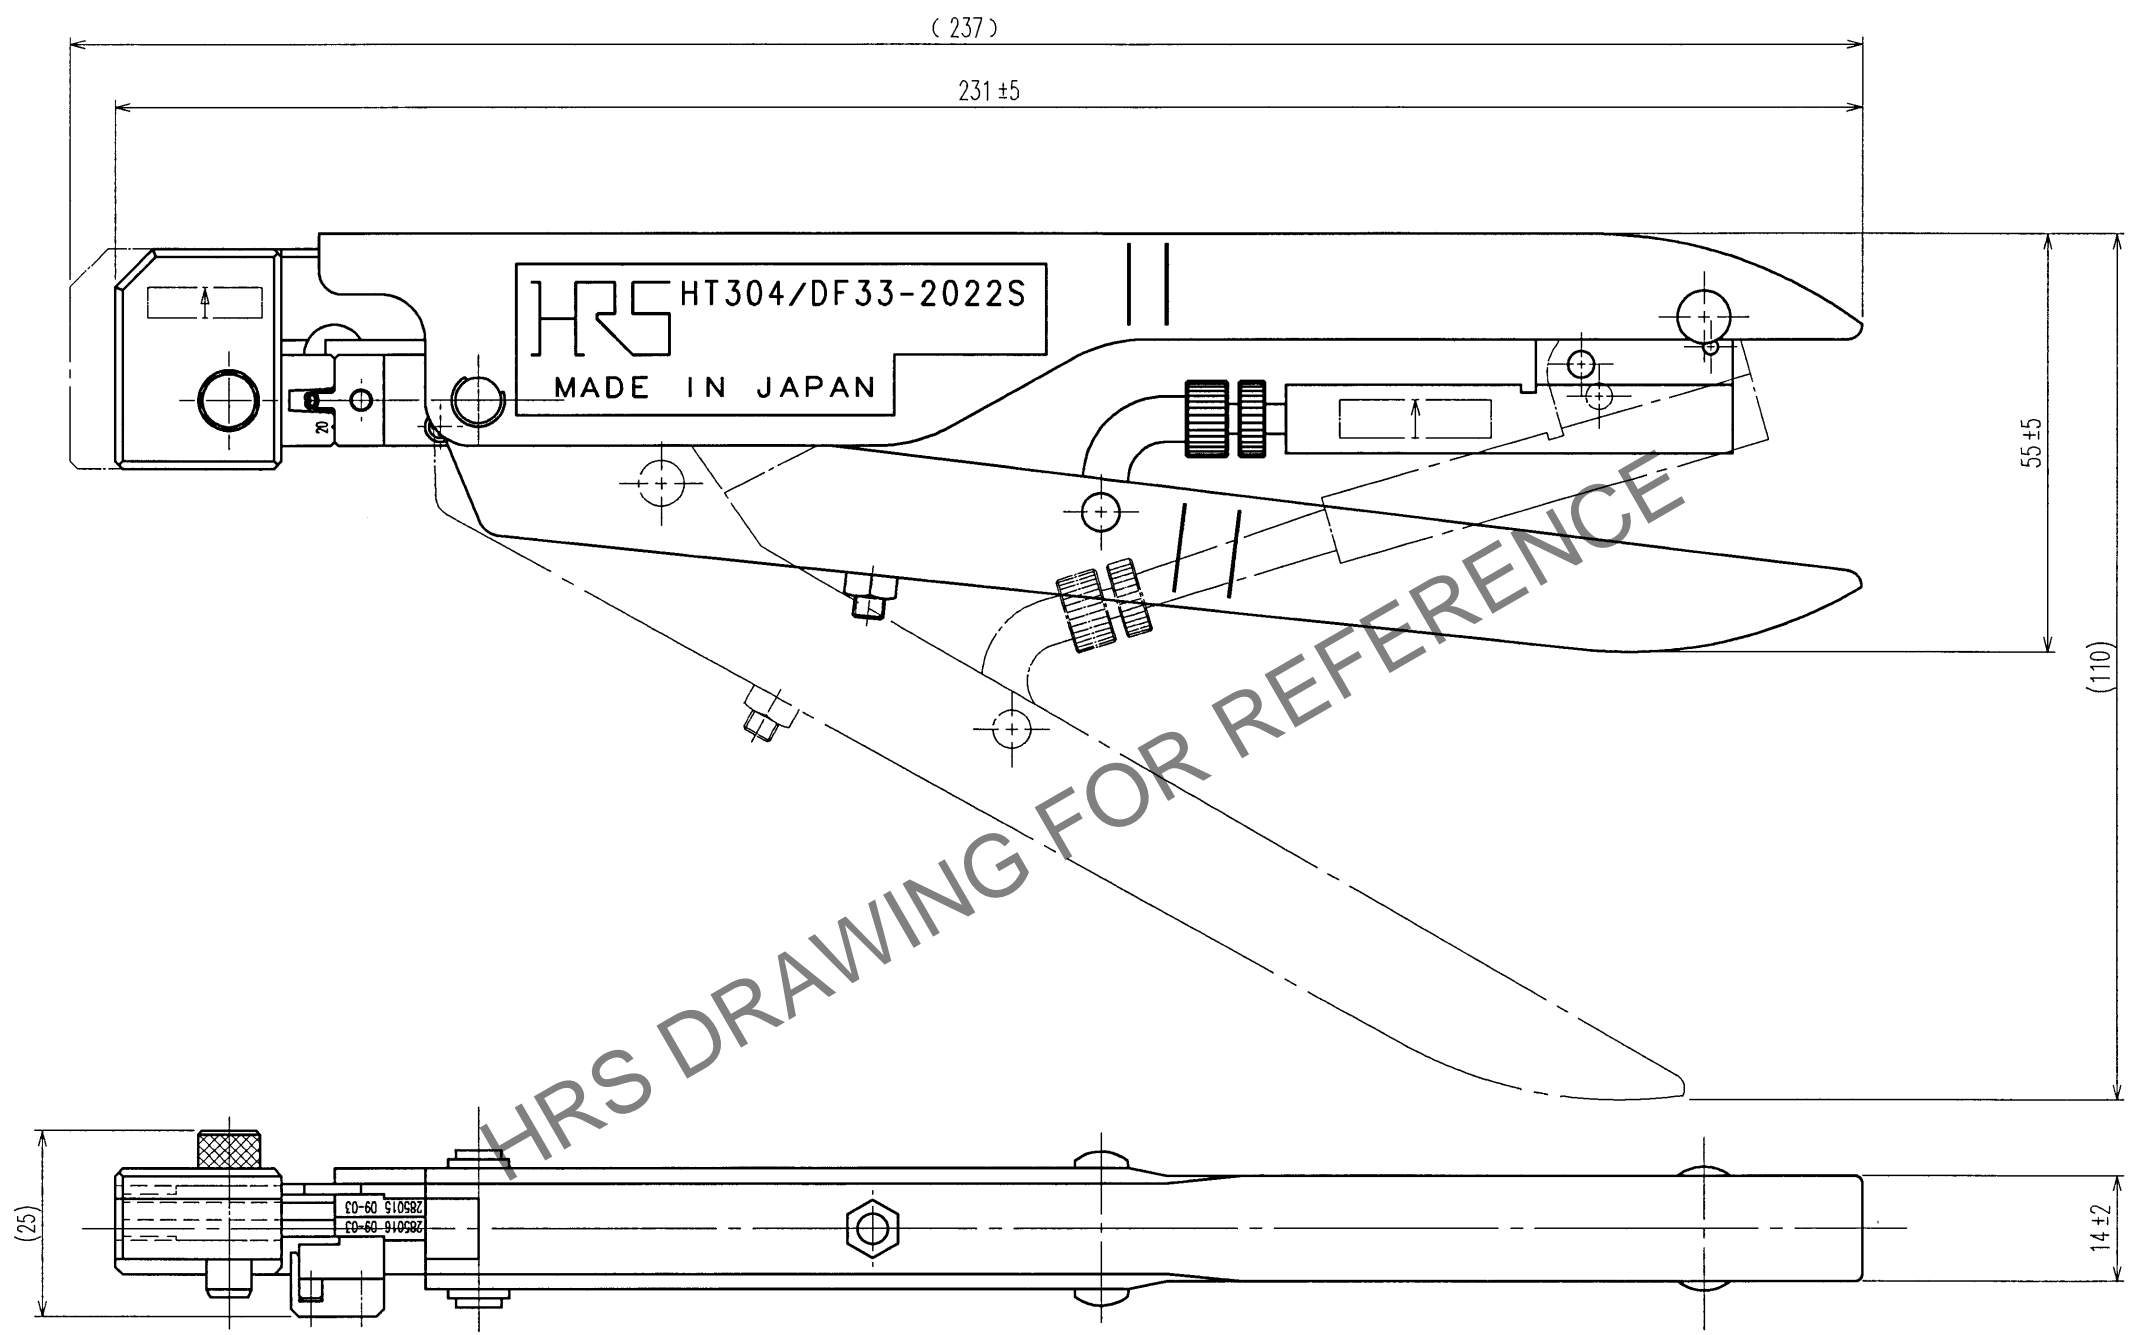 ( 237 )
231 ±5
HRS HT304/DF33-2022S
MADE IN JAPAN
20
55 ±5
(110)
HRS DRAWING FOR REFERENCE
(25)
285015 09-03
285016 09-03
14 ±2